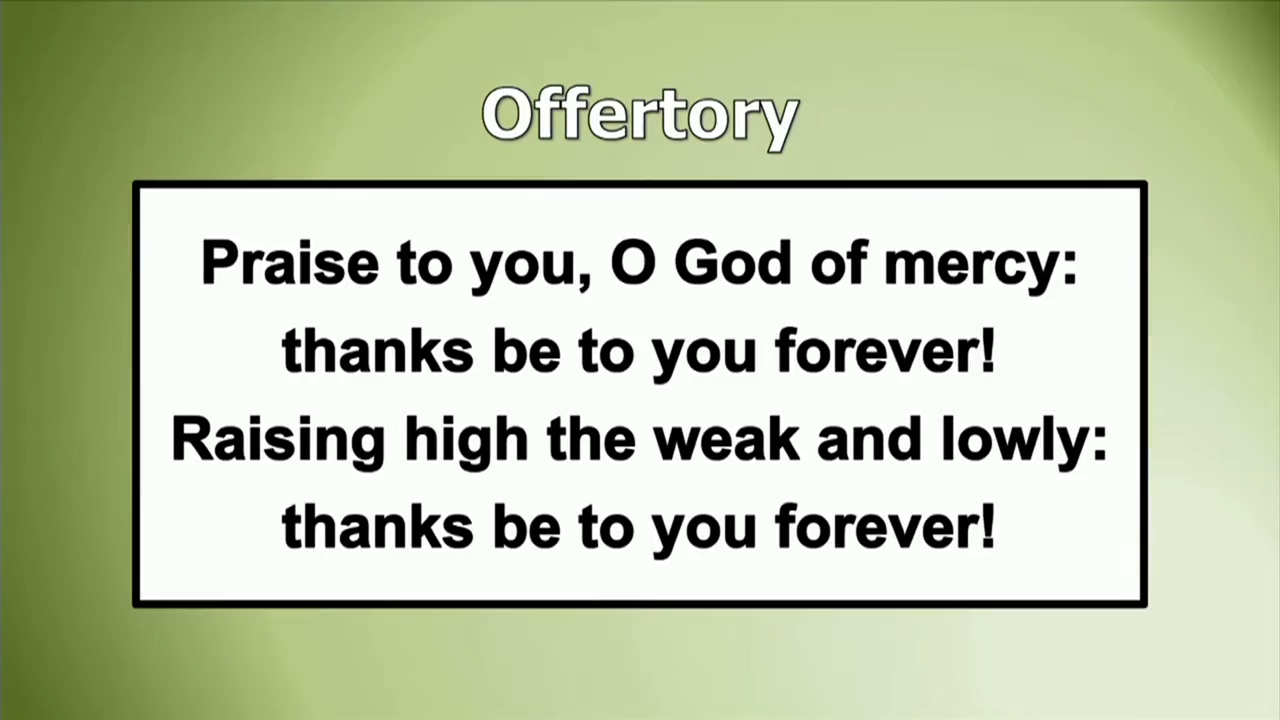 Offertory
Praise to you, O God of mercy:
thanks be to you forever!
Raising high the weak and lowly:
thanks be to you forever!